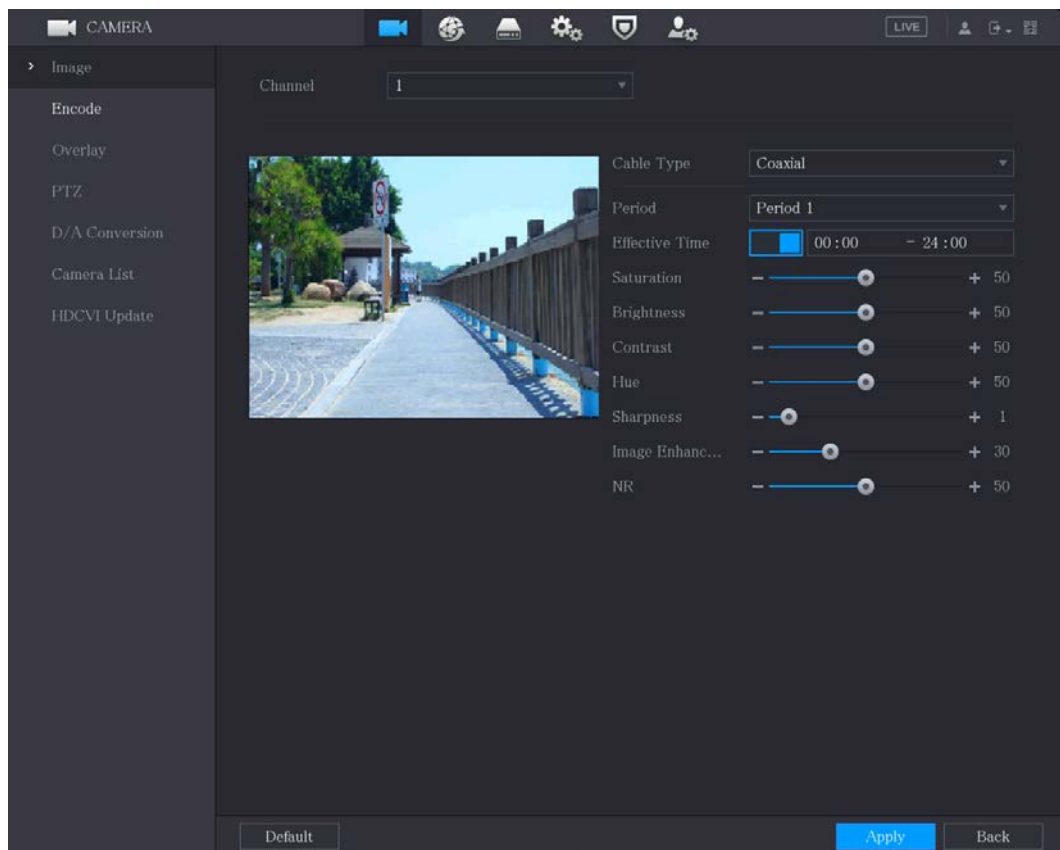 CAMERA
LIVE
Image
Encode
Overlay
PTZ
D/A Conversion
Camera List
HDCVI Update
Channel 1
Cable Type Coaxial
Period Period 1
Effective Time 00:00 - 24:00
Saturation - + 50
Brightness - + 50
Contrast - + 50
Hue - + 50
Sharpness - + 1
Image Enhanc... - + 30
NR - + 50
Default Apply Back